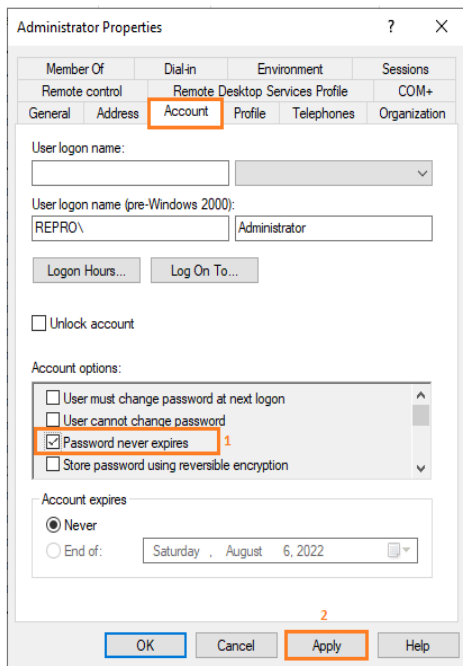 Administrator Properties ? X
Member Of Dial-in Environment Sessions
Remote control Remote Desktop Services Profile COM+
General Address Account Profile Telephones Organization
User logon name:
User logon name (pre-Windows 2000):
REPRO\ Administrator
Logon Hours... Log On To...
Unlock account
Account options:
User must change password at next logon
User cannot change password
Password never expires 1
Store password using reversible encryption
Account expires
Never
End of: Saturday , August 6, 2022
2
OK Cancel Apply Help